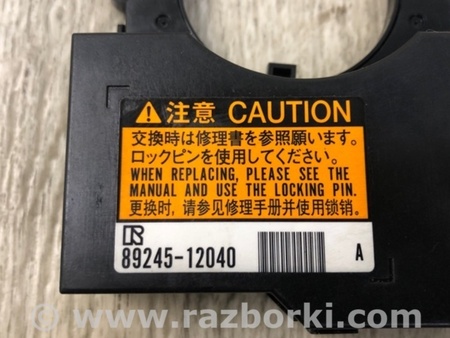 ⚠注意 CAUTION
交換時は修理書を参照願います。
ロックピンを使用してください。
WHEN REPLACING, PLEASE SEE THE
MANUAL AND USE THE LOCKING PIN.
更换时, 请参见修理手册并使用锁销。
89245-12040 A
© www.razborki.com